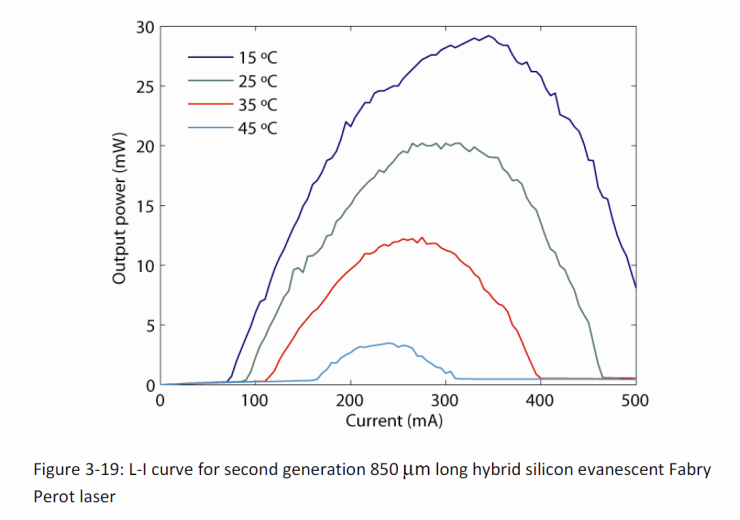 30
25
20
15
10
5
0
Output power (mW)
15 ºC
25 ºC
35 ºC
45 ºC
0 100 200 300 400 500
Current (mA)
Figure 3-19: L-I curve for second generation 850 μm long hybrid silicon evanescent Fabry
Perot laser